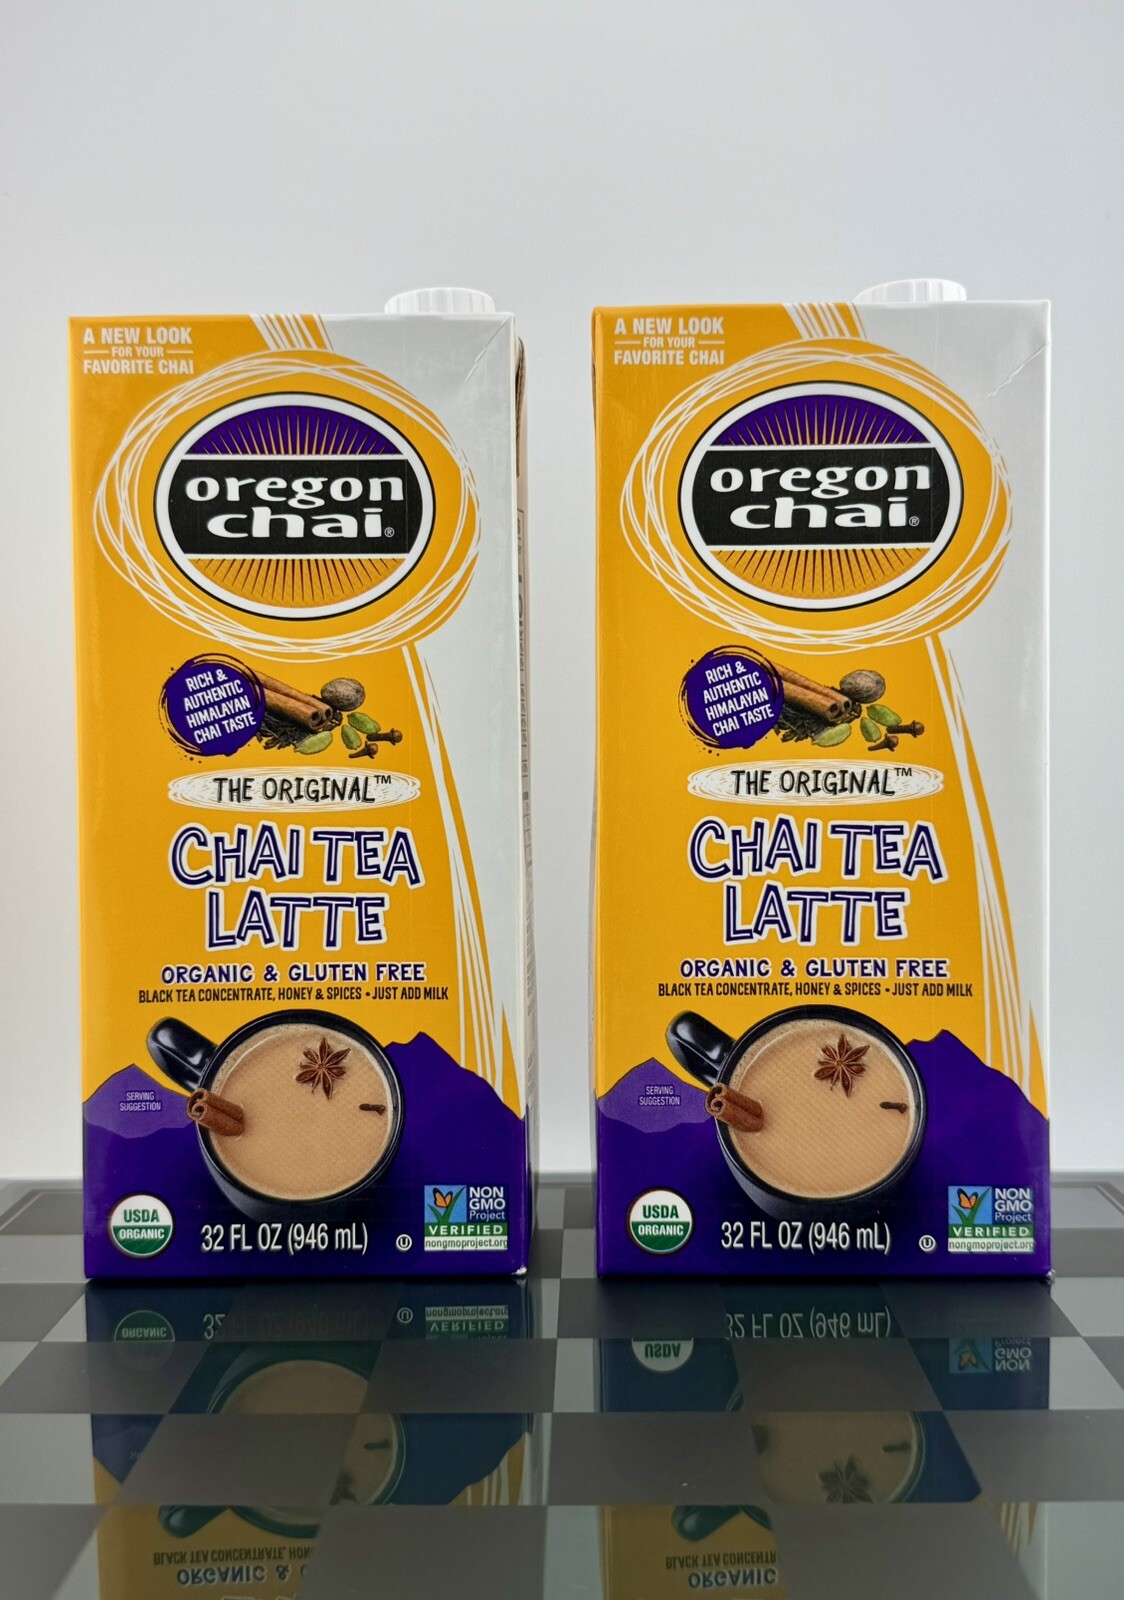 A NEW LOOK
FOR YOUR
FAVORITE CHAI
oregon
chai®
RICH &
AUTHENTIC
HIMALAYAN
CHAI TASTE
THE ORIGINAL™
CHAI TEA
LATTE
ORGANIC & GLUTEN FREE
BLACK TEA CONCENTRATE, HONEY & SPICES • JUST ADD MILK
SERVING
SUGGESTION
USDA
ORGANIC
32 FL OZ (946 mL)
U
NON
GMO
Project
VERIFIED
nongmoproject.org
A NEW LOOK
FOR YOUR
FAVORITE CHAI
oregon
chai®
RICH &
AUTHENTIC
HIMALAYAN
CHAI TASTE
THE ORIGINAL™
CHAI TEA
LATTE
ORGANIC & GLUTEN FREE
BLACK TEA CONCENTRATE, HONEY & SPICES • JUST ADD MILK
SERVING
SUGGESTION
USDA
ORGANIC
32 FL OZ (946 mL)
U
NON
GMO
Project
VERIFIED
nongmoproject.org